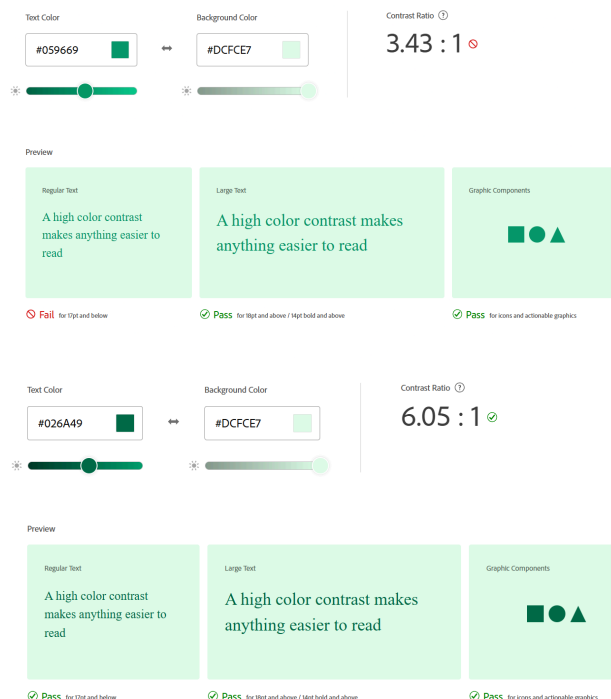 Text Color
Background Color
Contrast Ratio ?
#059669
#DCFCE7
3.43 : 1
Preview
Regular Text
Large Text
Graphic Components
A high color contrast
makes anything easier to
read
A high color contrast makes
anything easier to read
Fail for 17pt and below
Pass for 18pt and above / 14pt bold and above
Pass for icons and actionable graphics
Text Color
Background Color
Contrast Ratio ?
#026A49
#DCFCE7
6.05 : 1
Preview
Regular Text
Large Text
Graphic Components
A high color contrast
makes anything easier to
read
A high color contrast makes
anything easier to read
Pass for 17pt and below
Pass for 18pt and above / 14pt bold and above
Pass for icons and actionable graphics